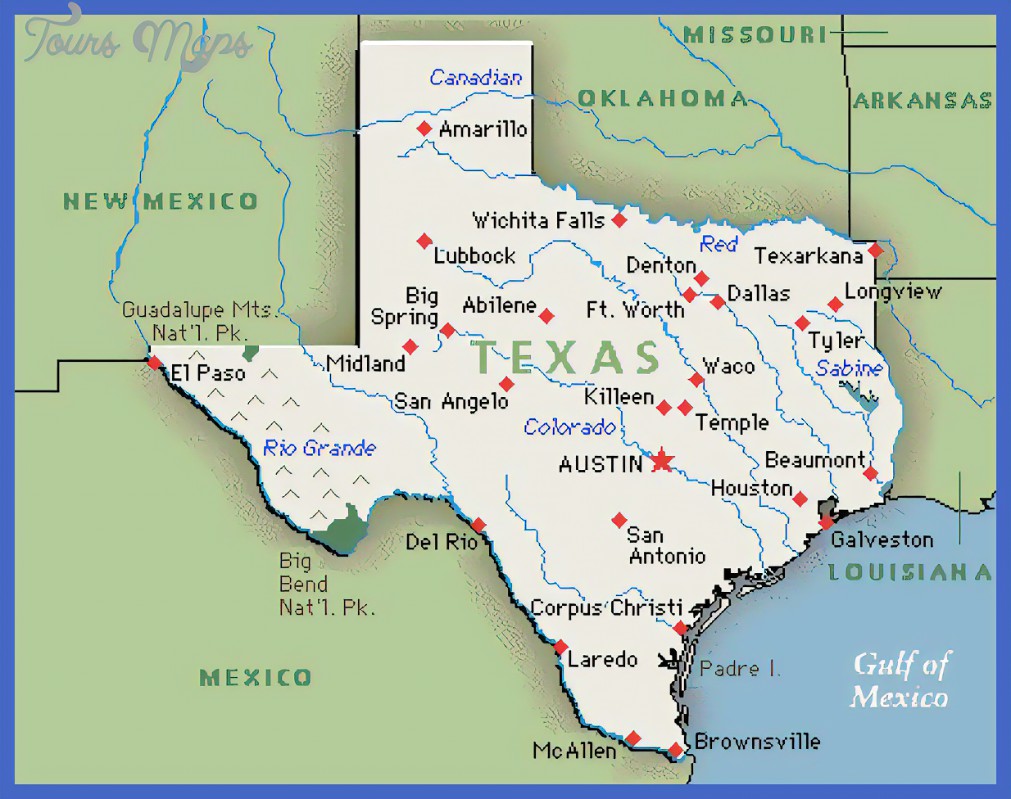 Tours Maps
MISSOURI
Canadian
OKLAHOMA
ARKANSAS
Amarillo
NEW MEXICO
Wichita Falls
Red
Texarkana
Lubbock
Denton
Longview
Big
Spring
Abilene
Ft. Worth
Dallas
Guadalupe Mts.
Nat'l. Pk.
Tyler
TEXAS
Midland
Waco
Sabine
El Paso
San Angelo
Killeen
Temple
Colorado
Rio Grande
AUSTIN
Beaumont
Houston
Del Rio
San
Antonio
Galveston
Big
Bend
Nat'l. Pk.
LOUISIANA
Corpus Christi
Laredo
Padre I.
Gulf of
Mexico
MEXICO
McAllen
Brownsville